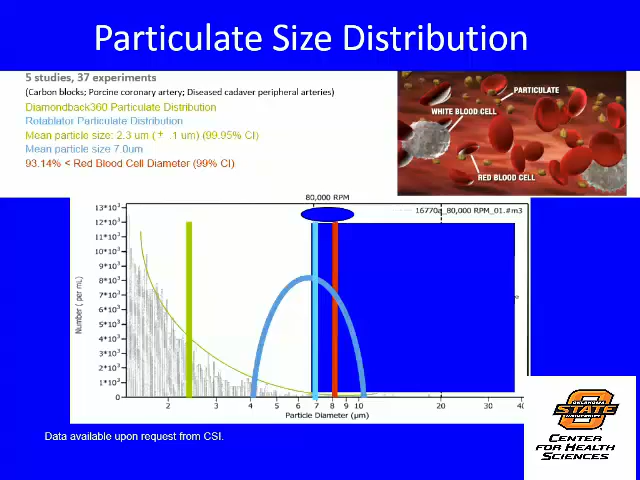 Particulate Size Distribution
5 studies, 37 experiments
(Carbon blocks; Porcine coronary artery; Diseased cadaver peripheral arteries)
Diamondback360 Particulate Distribution
Rotablator Particulate Distribution
Mean particle size: 2.3 um (+ .1 um) (99.95% CI)
Mean particle size 7.0um
93.14% < Red Blood Cell Diameter (99% CI)
PARTICULATE
WHITE BLOOD CELL
RED BLOOD CELL
80,000 RPM
16770a_80,000 RPM_01.#m3
Number ( per mL)
13*10³
12*10³
11*10³
10*10³
9*10³
8*10³
7*10³
6*10³
5*10³
4*10³
3*10³
2*10³
1*10³
0
2 3 4 5 6 7 8 9 10 20 30
Particle Diameter (µm)
Data available upon request from CSI.
OKLAHOMA
STATE
UNIVERSITY
CENTER
FOR HEALTH
SCIENCES